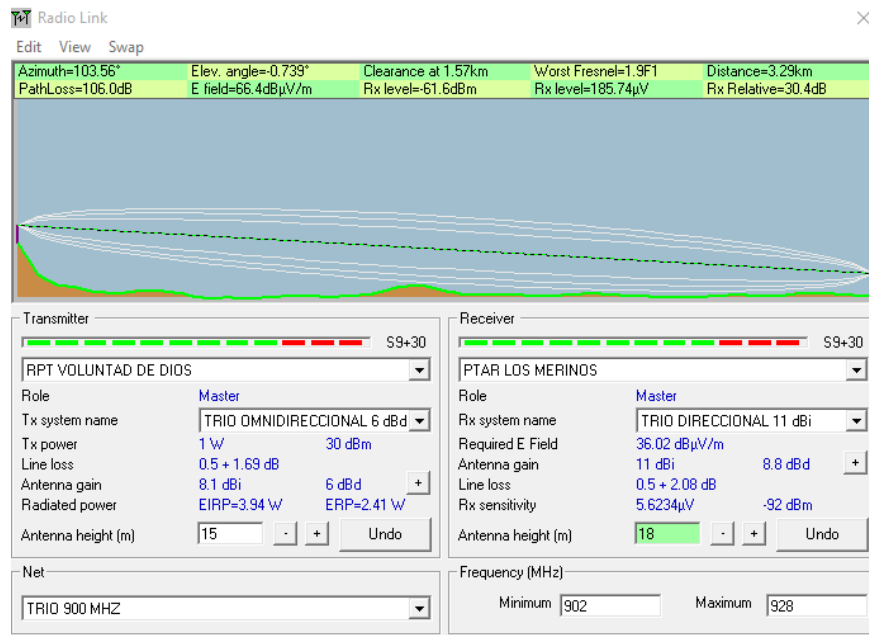 Radio Link
Edit View Swap
Azimuth=103.56° Elev. angle=-0.739° Clearance at 1.57km Worst Fresnel=1.9F1 Distance=3.29km
PathLoss=106.0dB E field=66.4dBµV/m Rx level=-61.6dBm Rx level=185.74µV Rx Relative=30.4dB
Transmitter
S9+30
RPT VOLUNTAD DE DIOS
Role Master
Tx system name TRIO OMNIDIRECCIONAL 6 dBd
Tx power 1 W 30 dBm
Line loss 0.5 + 1.69 dB
Antenna gain 8.1 dBi 6 dBd +
Radiated power EIRP=3.94 W ERP=2.41 W
Antenna height (m) 15 - + Undo
Receiver
S9+30
PTAR LOS MERINOS
Role Master
Rx system name TRIO DIRECCIONAL 11 dBi
Required E Field 36.02 dBµV/m
Antenna gain 11 dBi 8.8 dBd +
Line loss 0.5 + 2.08 dB
Rx sensitivity 5.6234µV -92 dBm
Antenna height (m) 18 - + Undo
Net
TRIO 900 MHZ
Frequency (MHz)
Minimum 902 Maximum 928